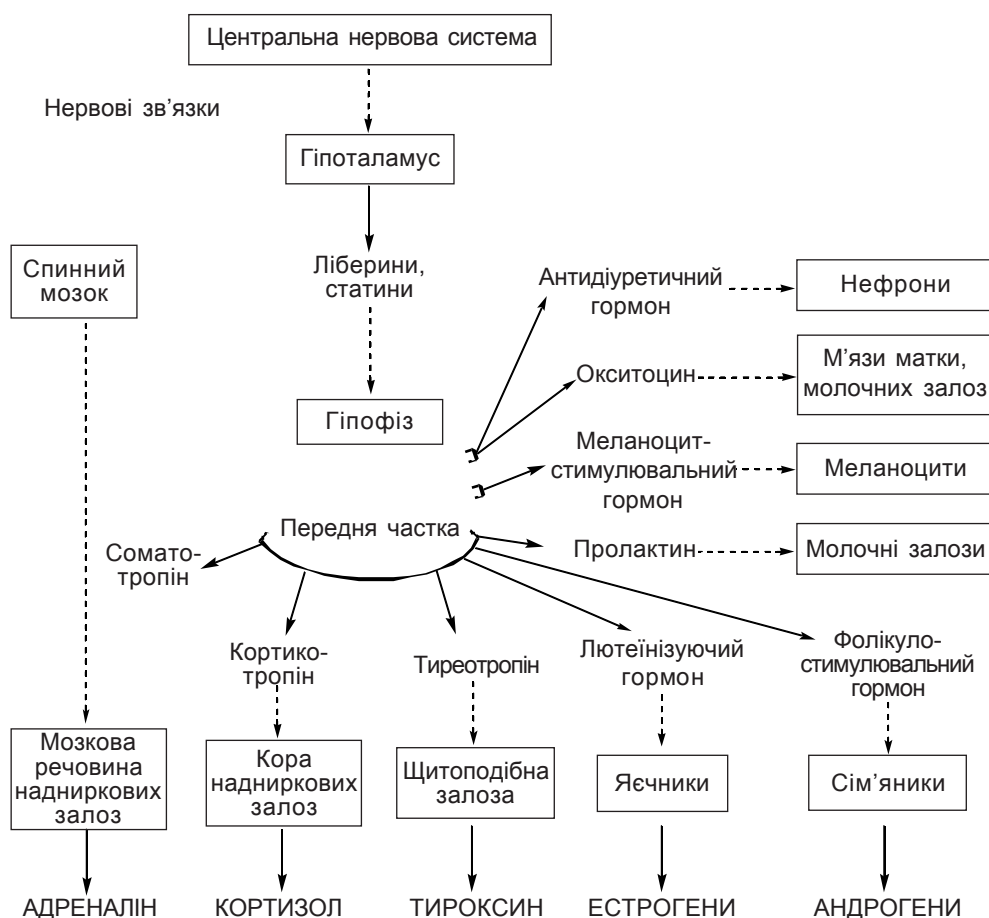 Центральна нервова система
Нервові зв’язки
Гіпоталамус
Спинний
мозок
Ліберини,
статини
Антидіуретичний
гормон
Нефрони
Окситоцин
М’язи матки,
молочних залоз
Гіпофіз
Меланоцит-
стимулювальний
гормон
Меланоцити
Передня частка
Пролактин
Молочні залози
Сомато-
тропін
Кортико-
тропін
Тиреотропін
Лютеїнізуючий
гормон
Фолікуло-
стимулювальний
гормон
Мозкова
речовина
надниркових
залоз
Кора
надниркових
залоз
Щитоподібна
залоза
Яєчники
Сім’яники
АДРЕНАЛІН
КОРТИЗОЛ
ТИРОКСИН
ЕСТРОГЕНИ
АНДРОГЕНИ